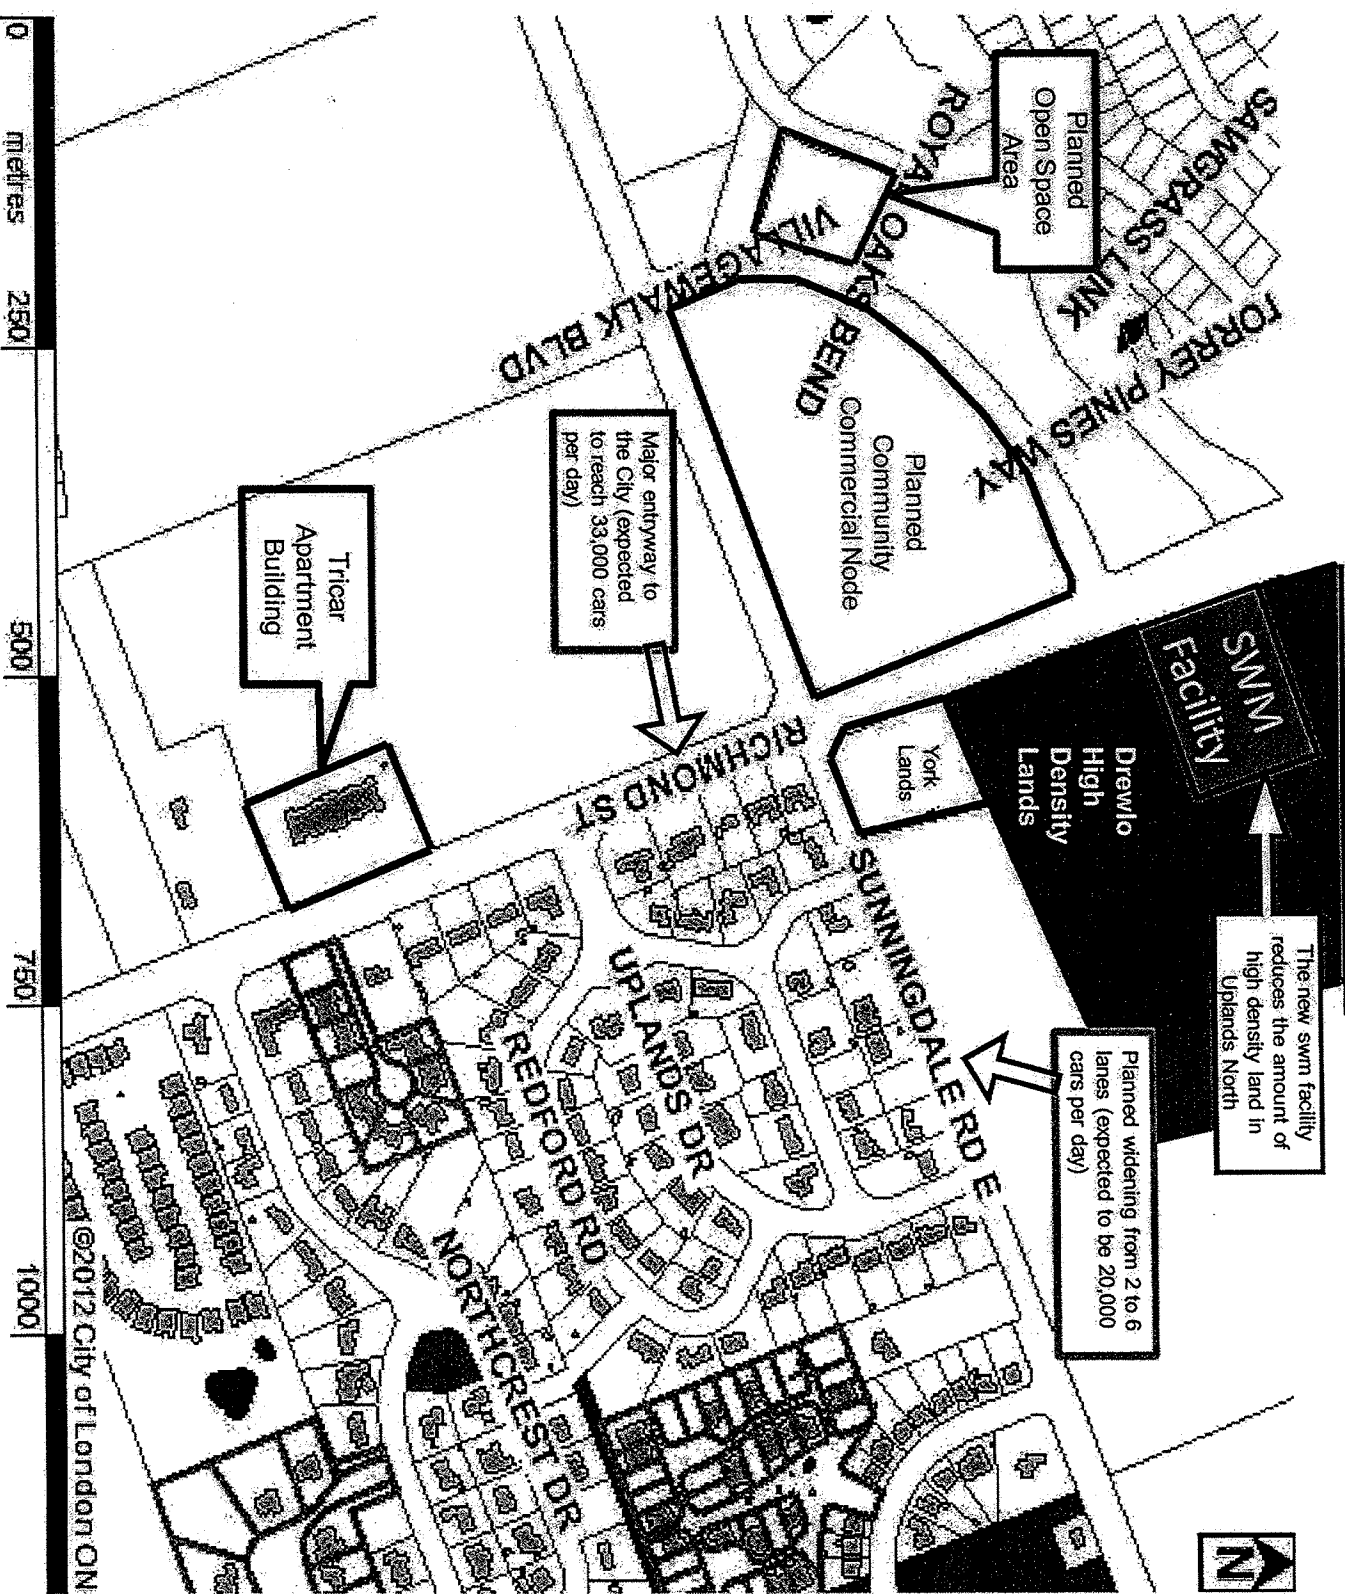 SAWGRASS LINK
TORREY PINES WAY
ROYAL OAKS BEND
VILLAGEWALK BLVD
Planned
Open Space
Area
Planned
Community
Commercial Node
SWM
Facility
The new swm facility
reduces the amount of
high density land in
Uplands North
Drewlo
High
Density
Lands
York
Lands
Planned widening from 2 to 6
lanes (expected to be 20,000
cars per day)
Major entryway to
the City (expected
to reach 33,000 cars
per day)
Tricar
Apartment
Building
RICHMOND ST
SUNNINGDALE RD E
UPLANDS DR
REDFORD RD
NORTHCREST DR
N
0
metres
250
500
750
1000
©2012 City of London ON